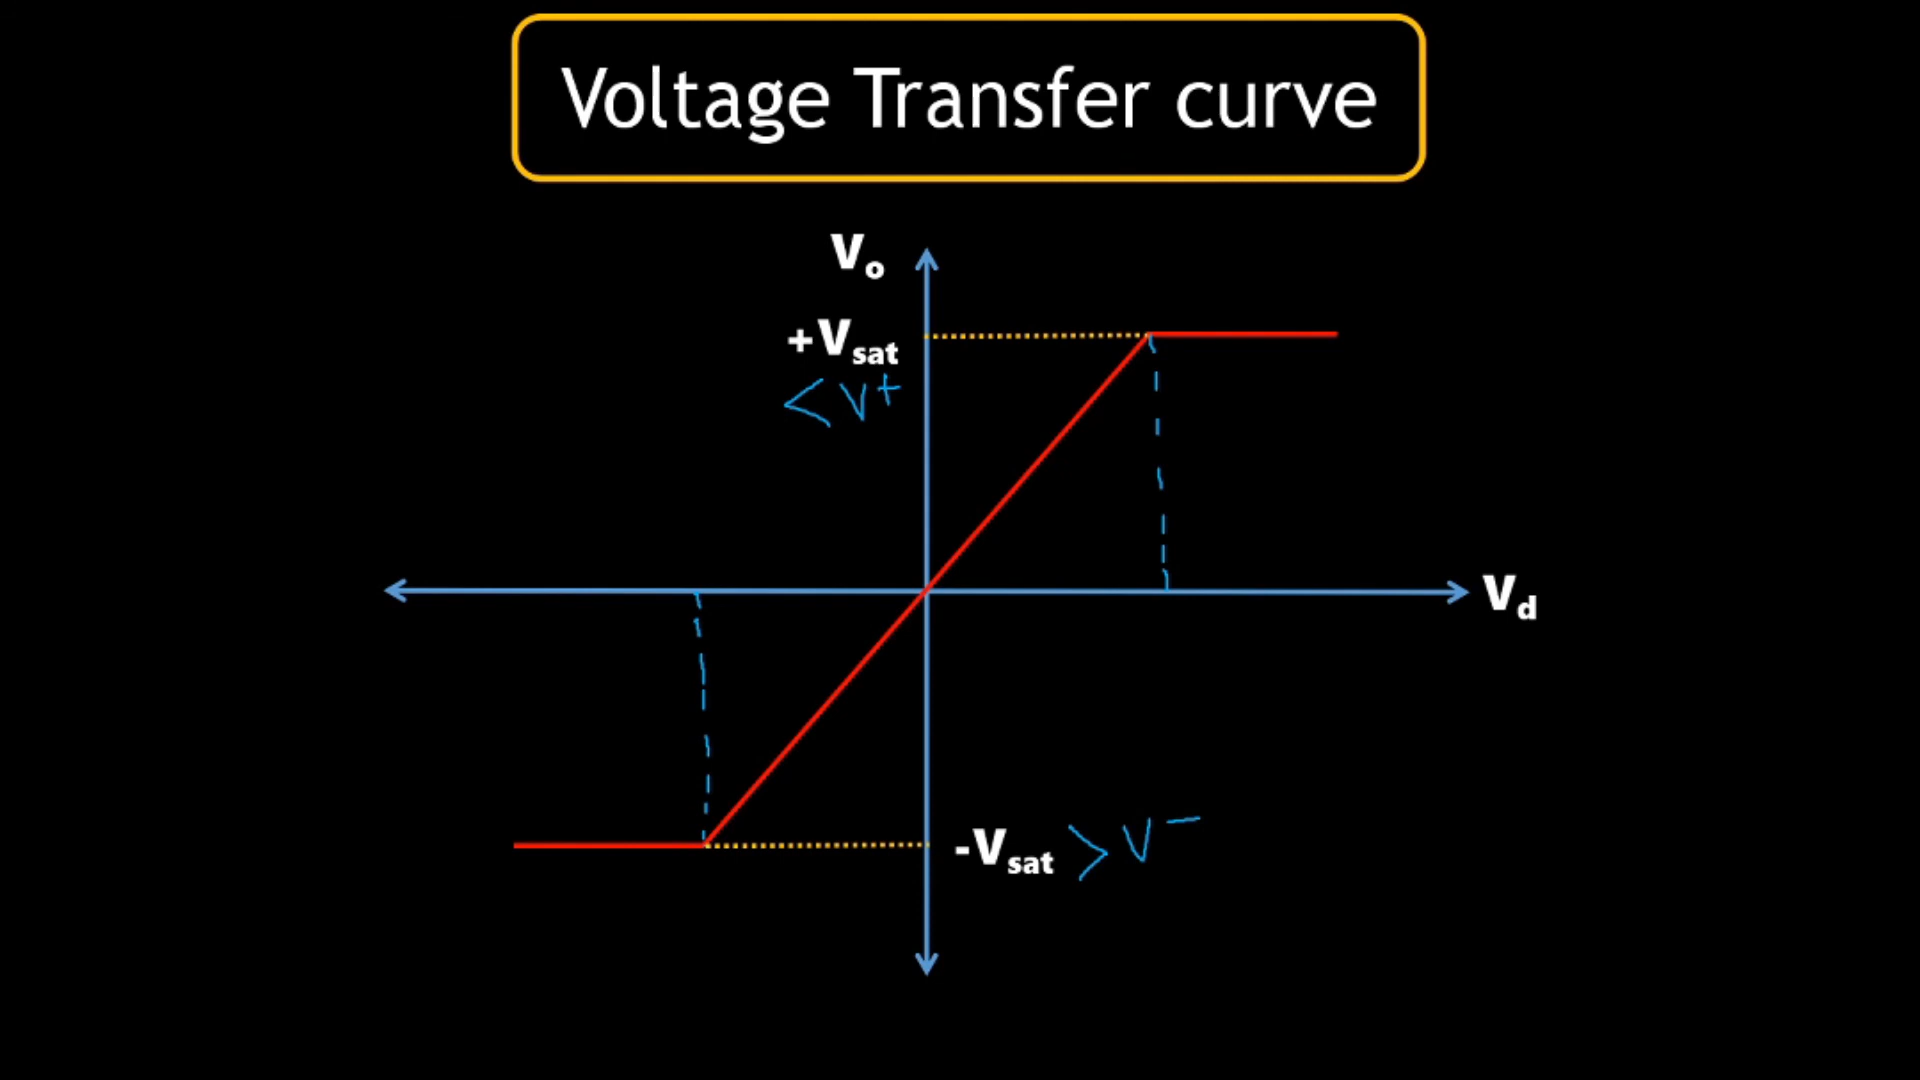 Voltage Transfer curve
Vo
+Vsat
< V+
Vd
-Vsat > V-